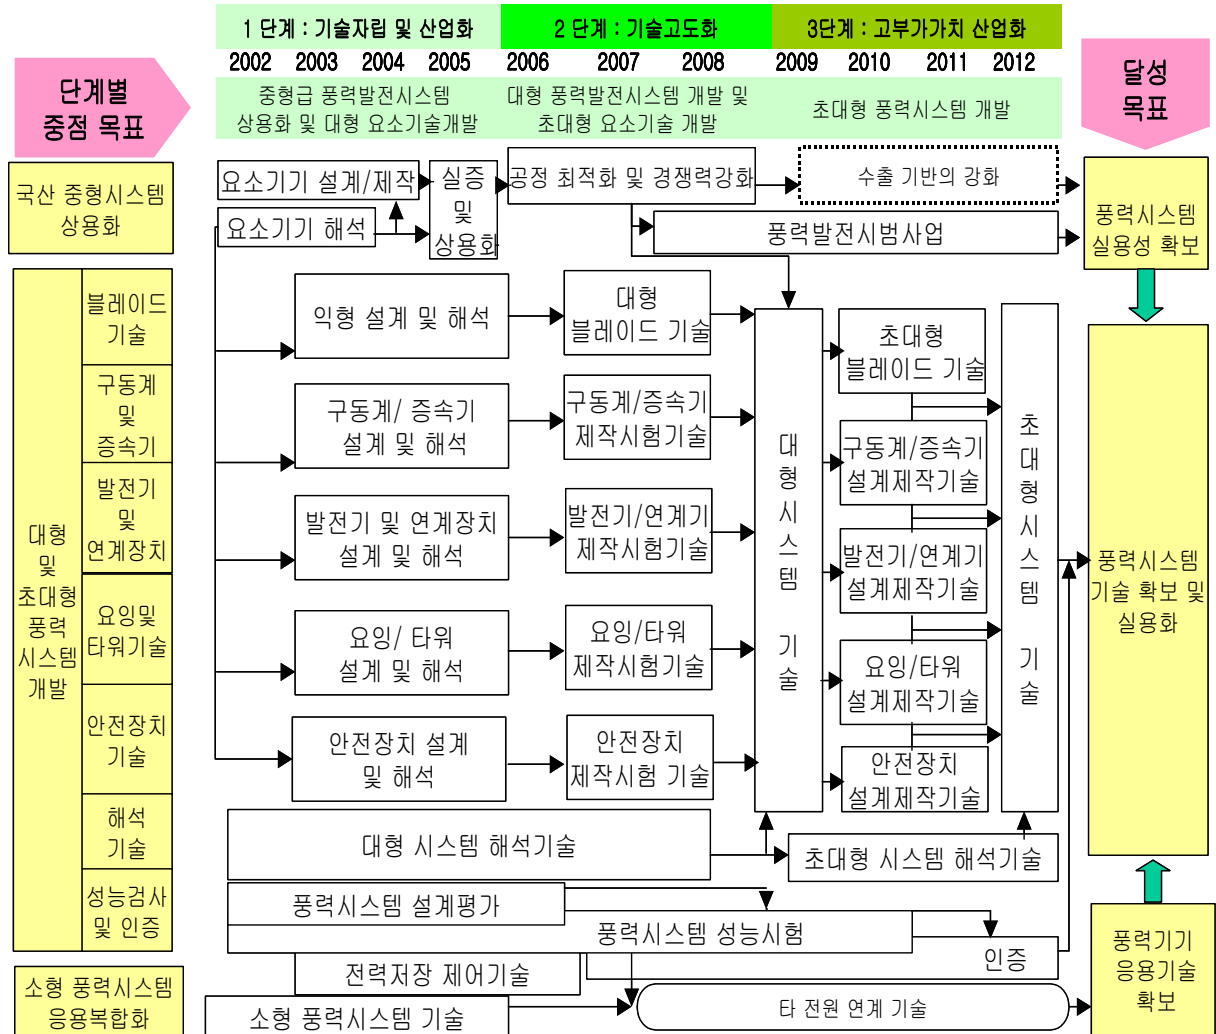 1 단계 : 기술자립 및 산업화
2 단계 : 기술고도화
3단계 : 고부가가치 산업화
2002 2003 2004 2005 2006 2007 2008 2009 2010 2011 2012
단계별
중점 목표
중형급 풍력발전시스템
상용화 및 대형 요소기술개발
대형 풍력발전시스템 개발 및
초대형 요소기술 개발
초대형 풍력시스템 개발
달성
목표
국산 중형시스템
상용화
요소기기 설계/제작
요소기기 해석
실증
및
상용화
공정 최적화 및 경쟁력강화
수출 기반의 강화
풍력발전시범사업
풍력시스템
실용성 확보
대형
및
초대형
풍력
시스템
개발
블레이드
기술
익형 설계 및 해석
대형
블레이드 기술
초대형
블레이드 기술
구동계
및
증속기
구동계/ 증속기
설계 및 해석
구동계/증속기
제작시험기술
구동계/증속기
설계제작기술
발전기
및
연계장치
발전기 및 연계장치
설계 및 해석
발전기/연계기
제작시험기술
발전기/연계기
설계제작기술
요잉및
타워기술
요잉/ 타워
설계 및 해석
요잉/타워
제작시험기술
요잉/타워
설계제작기술
안전장치
기술
안전장치 설계
및 해석
안전장치
제작시험 기술
안전장치
설계제작기술
대
형
시
스
템
기
술
초
대
형
시
스
템
기
술
풍력시스템
기술 확보 및
실용화
해석
기술
대형 시스템 해석기술
초대형 시스템 해석기술
성능검사
및 인증
풍력시스템 설계평가
풍력시스템 성능시험
인증
전력저장 제어기술
소형 풍력시스템
응용복합화
소형 풍력시스템 기술
타 전원 연계 기술
풍력기기
응용기술
확보